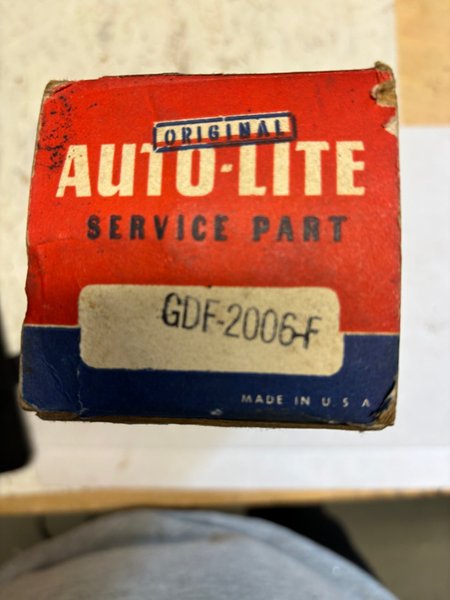 ORIGINAL
AUTO-LITE
SERVICE PART
GDF-2006-F
MADE IN U.S.A